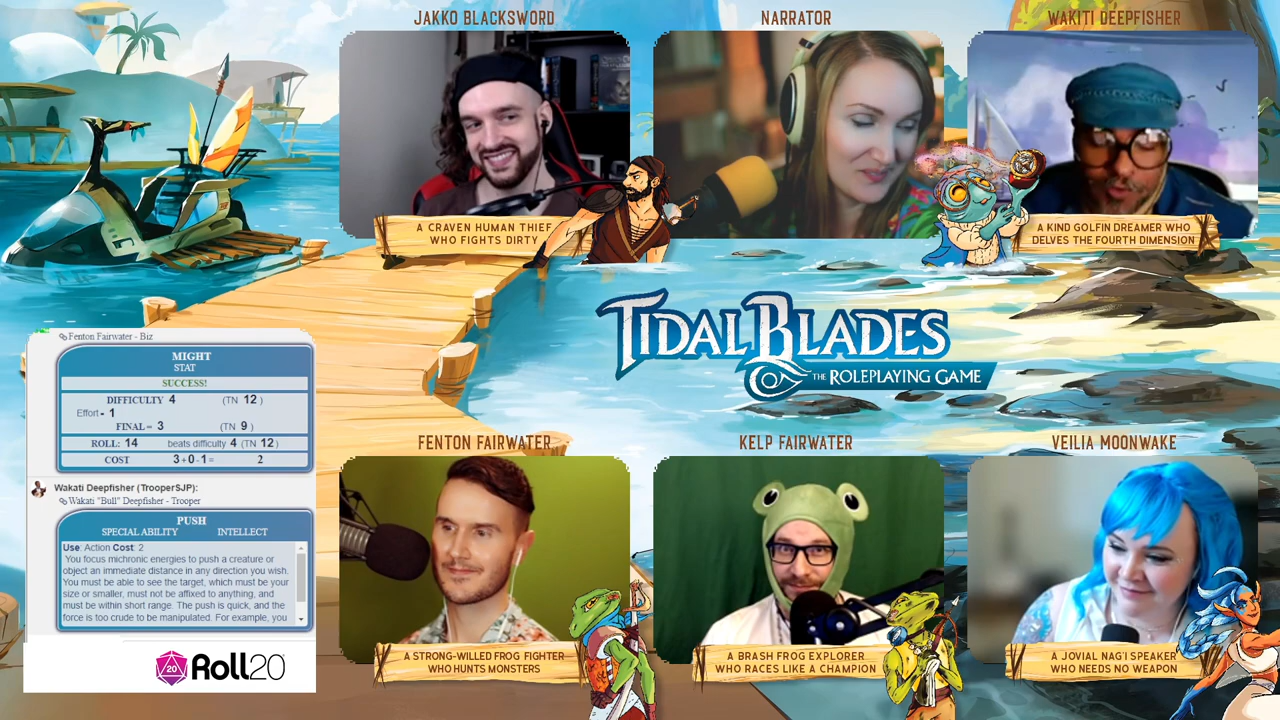 JAKKO BLACKSWORD
NARRATOR
WAKITI DEEPFISHER
A CRAVEN HUMAN THIEF
WHO FIGHTS DIRTY
A KIND GOLFIN DREAMER WHO
DELVES THE FOURTH DIMENSION
TIDAL BLADES
THE ROLEPLAYING GAME
Fenton Fairwater - Biz
MIGHT
STAT
SUCCESS!
DIFFICULTY 4 (TN 12 )
Effort - 1
FINAL = 3 (TN 9 )
ROLL: 14 beats difficulty 4 (TN 12 )
COST 3 + 0 - 1 = 2
Wakati Deepfisher (TrooperSJP):
Wakati "Bull" Deepfisher - Trooper
PUSH
SPECIAL ABILITY INTELLECT
Use: Action Cost: 2
You focus michronic energies to push a creature or
object an immediate distance in any direction you wish.
You must be able to see the target, which must be your
size or smaller, must not be affixed to anything, and
must be within short range. The push is quick, and the
force is too crude to be manipulated. For example, you
20
Roll20
FENTON FAIRWATER
KELP FAIRWATER
VEILIA MOONWAKE
A STRONG-WILLED FROG FIGHTER
WHO HUNTS MONSTERS
A BRASH FROG EXPLORER
WHO RACES LIKE A CHAMPION
A JOVIAL NAG'I SPEAKER
WHO NEEDS NO WEAPON